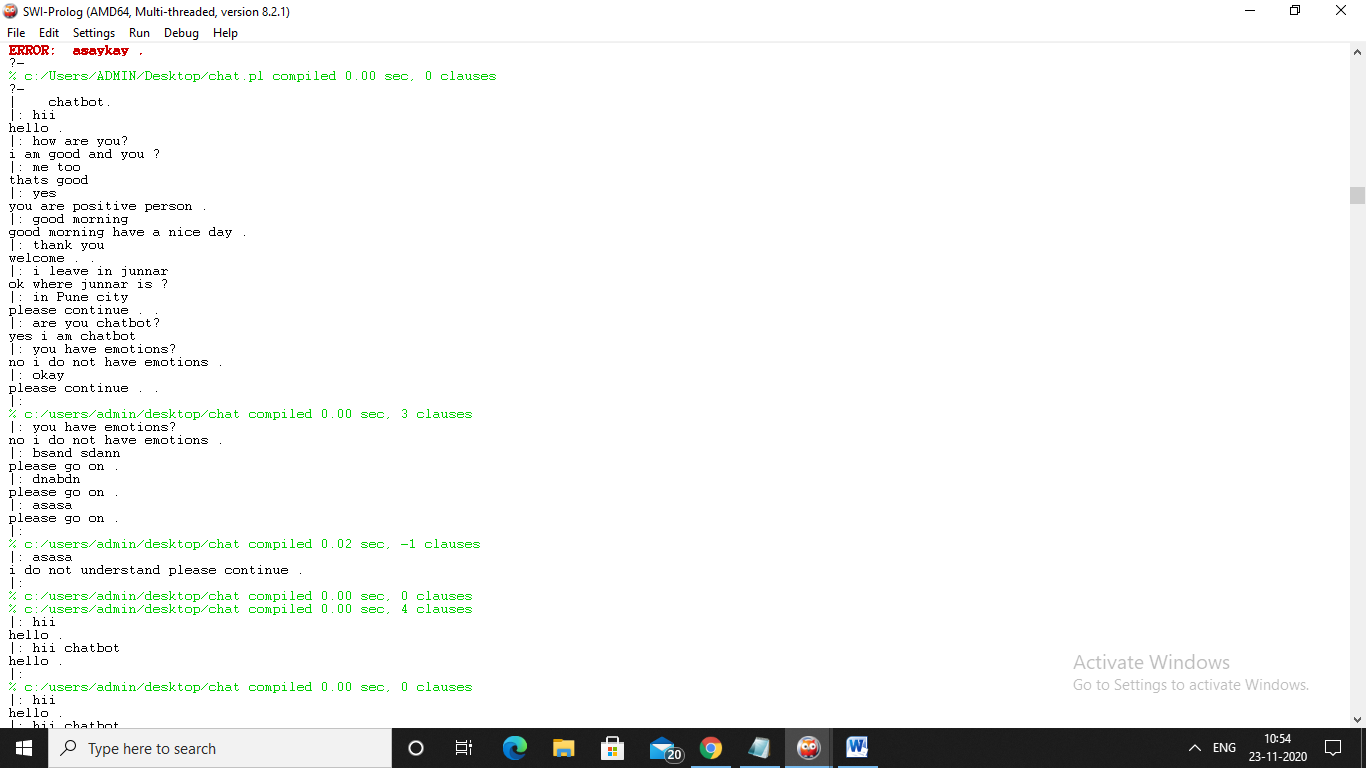 SWI-Prolog (AMD64, Multi-threaded, version 8.2.1)
File Edit Settings Run Debug Help
ERROR: asaykay .
?-
% c:/Users/ADMIN/Desktop/chat.pl compiled 0.00 sec, 0 clauses
?-
| chatbot.
|: hii
hello .
|: how are you?
i am good and you ?
|: me too
thats good
|: yes
you are positive person .
|: good morning
good morning have a nice day .
|: thank you
welcome . .
|: i leave in junnar
ok where junnar is ?
|: in Pune city
please continue . .
|: are you chatbot?
yes i am chatbot
|: you have emotions?
no i do not have emotions .
|: okay
please continue . .
|:
% c:/users/admin/desktop/chat compiled 0.00 sec, 3 clauses
|: you have emotions?
no i do not have emotions .
|: bsand sdann
please go on .
|: dnabdn
please go on .
|: asasa
please go on .
|:
% c:/users/admin/desktop/chat compiled 0.02 sec, -1 clauses
|: asasa
i do not understand please continue .
|:
% c:/users/admin/desktop/chat compiled 0.00 sec, 0 clauses
% c:/users/admin/desktop/chat compiled 0.00 sec, 4 clauses
|: hii
hello .
|: hii chatbot
hello .
|:
% c:/users/admin/desktop/chat compiled 0.00 sec, 0 clauses
|: hii
hello .
|: hii chatbot
Activate Windows
Go to Settings to activate Windows.
Type here to search
20
ENG
10:54
23-11-2020